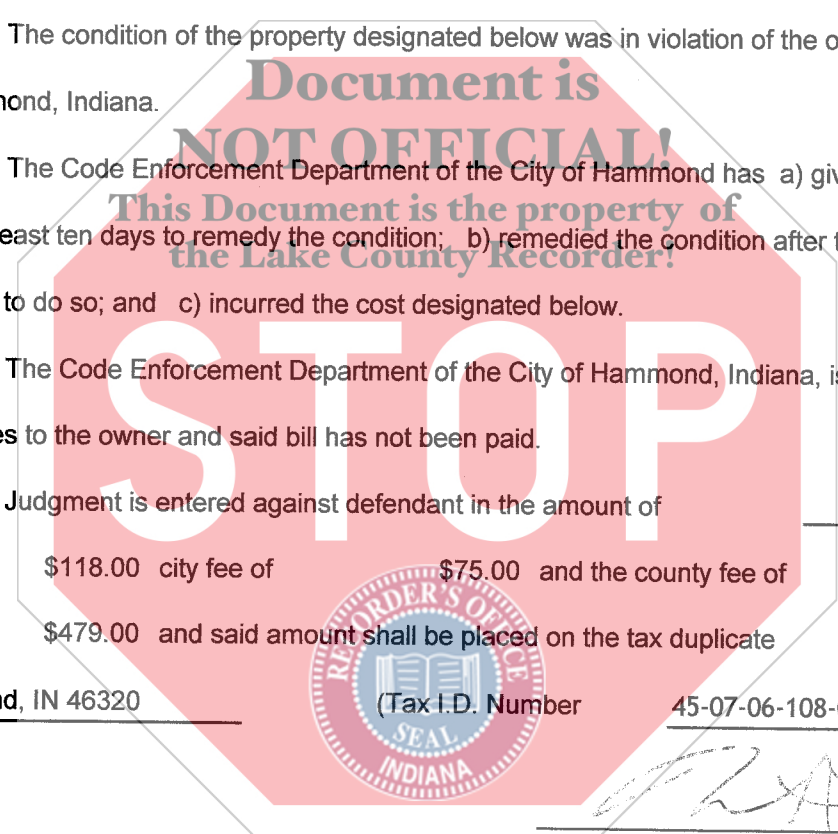 The condition of the property designated below was in violation of the o
Document is
ond, Indiana.
NOT OFFICIAL!
The Code Enforcement Department of the City of Hammond has a) giv
This Document is the property of
east ten days to remedy the condition; b) remedied the condition after
the Lake County Recorder!
to do so; and c) incurred the cost designated below.
STOP
The Code Enforcement Department of the City of Hammond, Indiana, is
es to the owner and said bill has not been paid.
Judgment is entered against defendant in the amount of
$118.00 city fee of $75.00 and the county fee of
$479.00 and said amount shall be placed on the tax duplicate
RECORDER'S OFFICE
d, IN 46320 (Tax I.D. Number 45-07-06-108-
SEAL
INDIANA